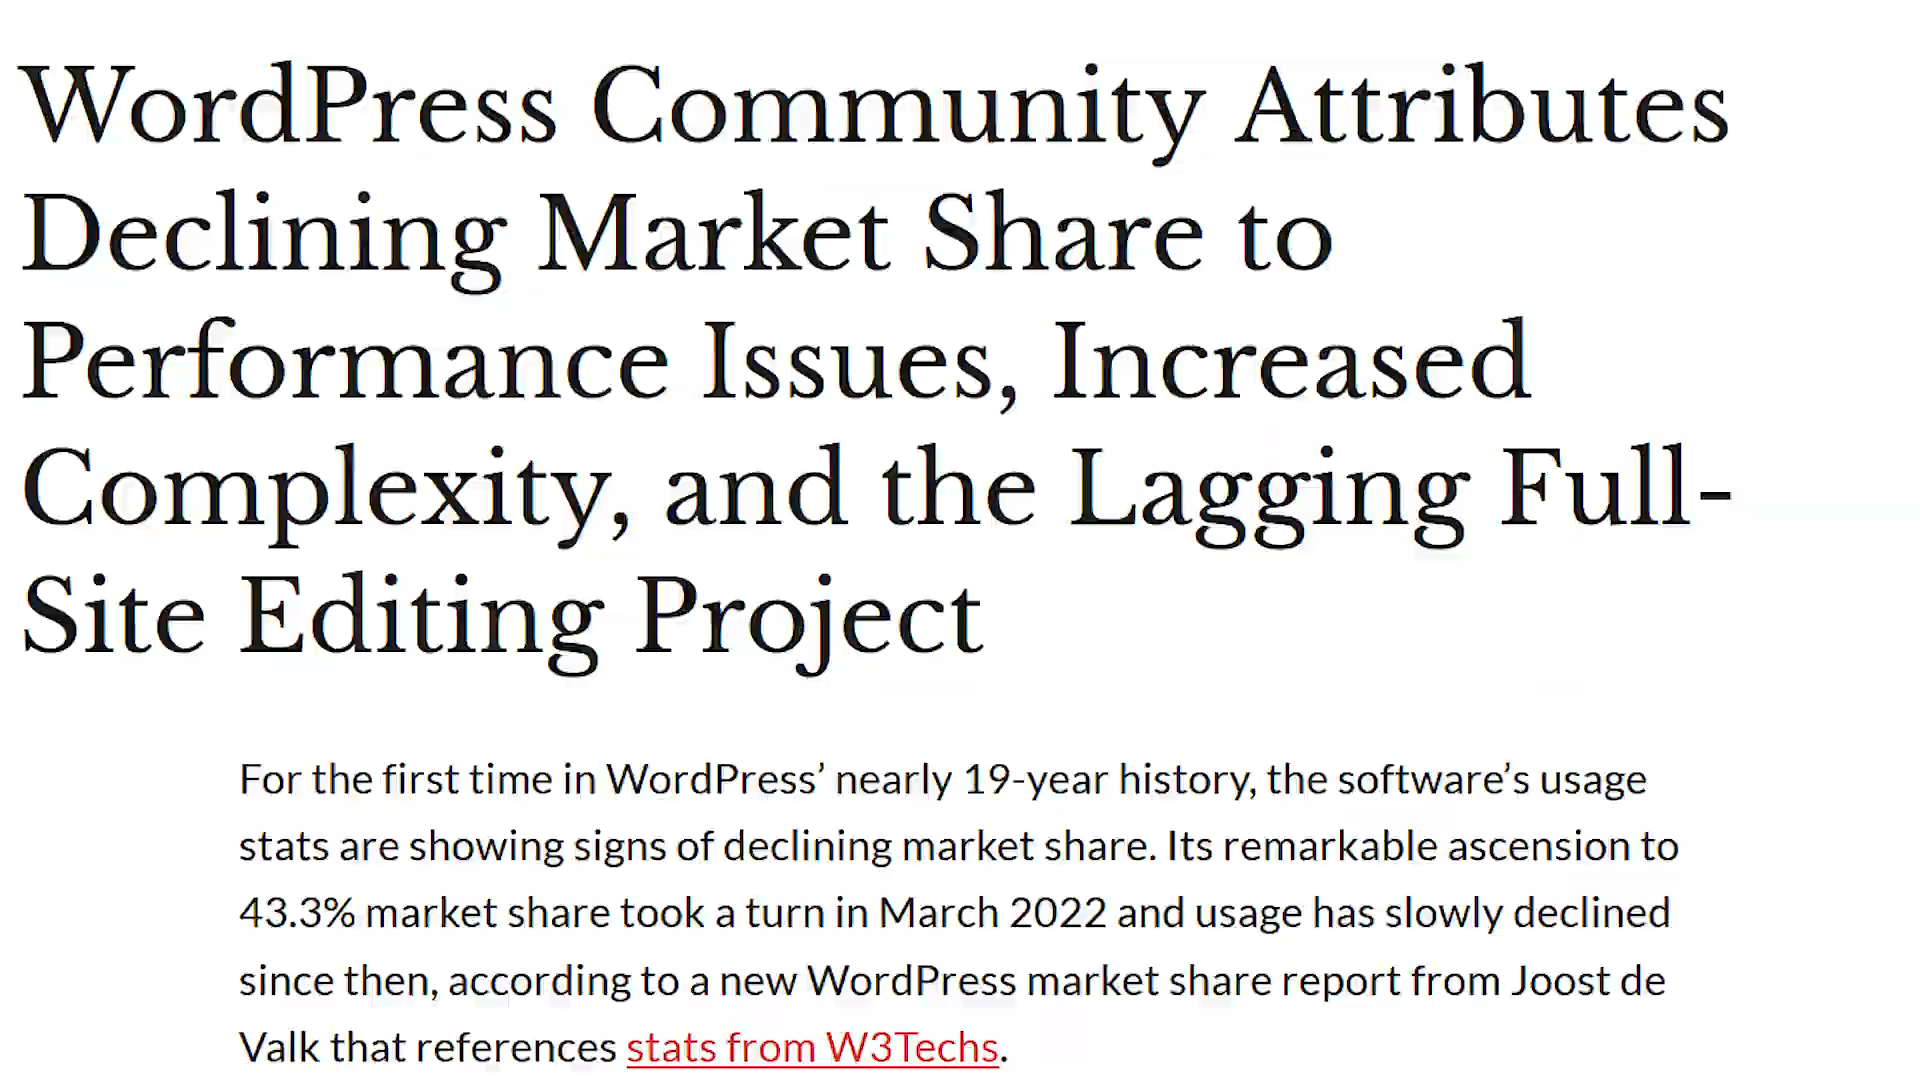 WordPress Community Attributes
Declining Market Share to
Performance Issues, Increased
Complexity, and the Lagging Full-
Site Editing Project
For the first time in WordPress’ nearly 19-year history, the software’s usage
stats are showing signs of declining market share. Its remarkable ascension to
43.3% market share took a turn in March 2022 and usage has slowly declined
since then, according to a new WordPress market share report from Joost de
Valk that references stats from W3Techs.